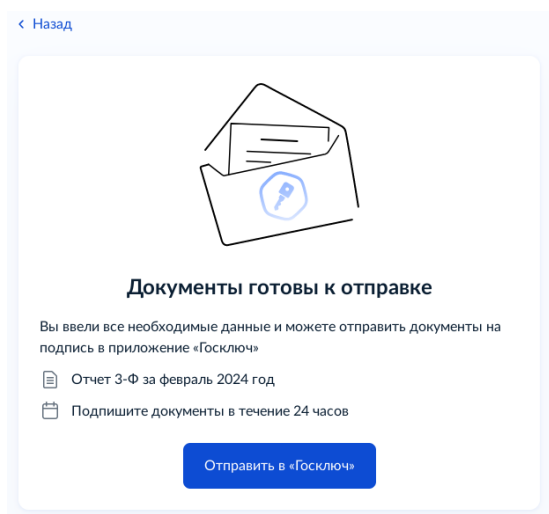 Назад
Документы готовы к отправке
Вы ввели все необходимые данные и можете отправить документы на
подпись в приложение «Госключ»
Отчет 3-Ф за февраль 2024 год
Подпишите документы в течение 24 часов
Отправить в «Госключ»